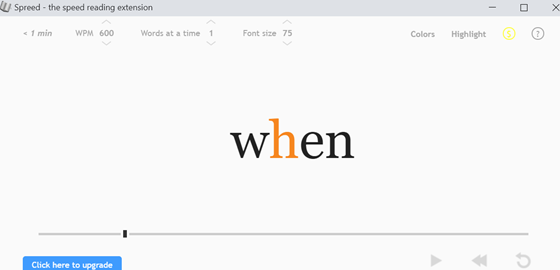 Spreed - the speed reading extension
< 1 min WPM 600 Words at a time 1 Font size 75 Colors Highlight ?
when
Click here to upgrade